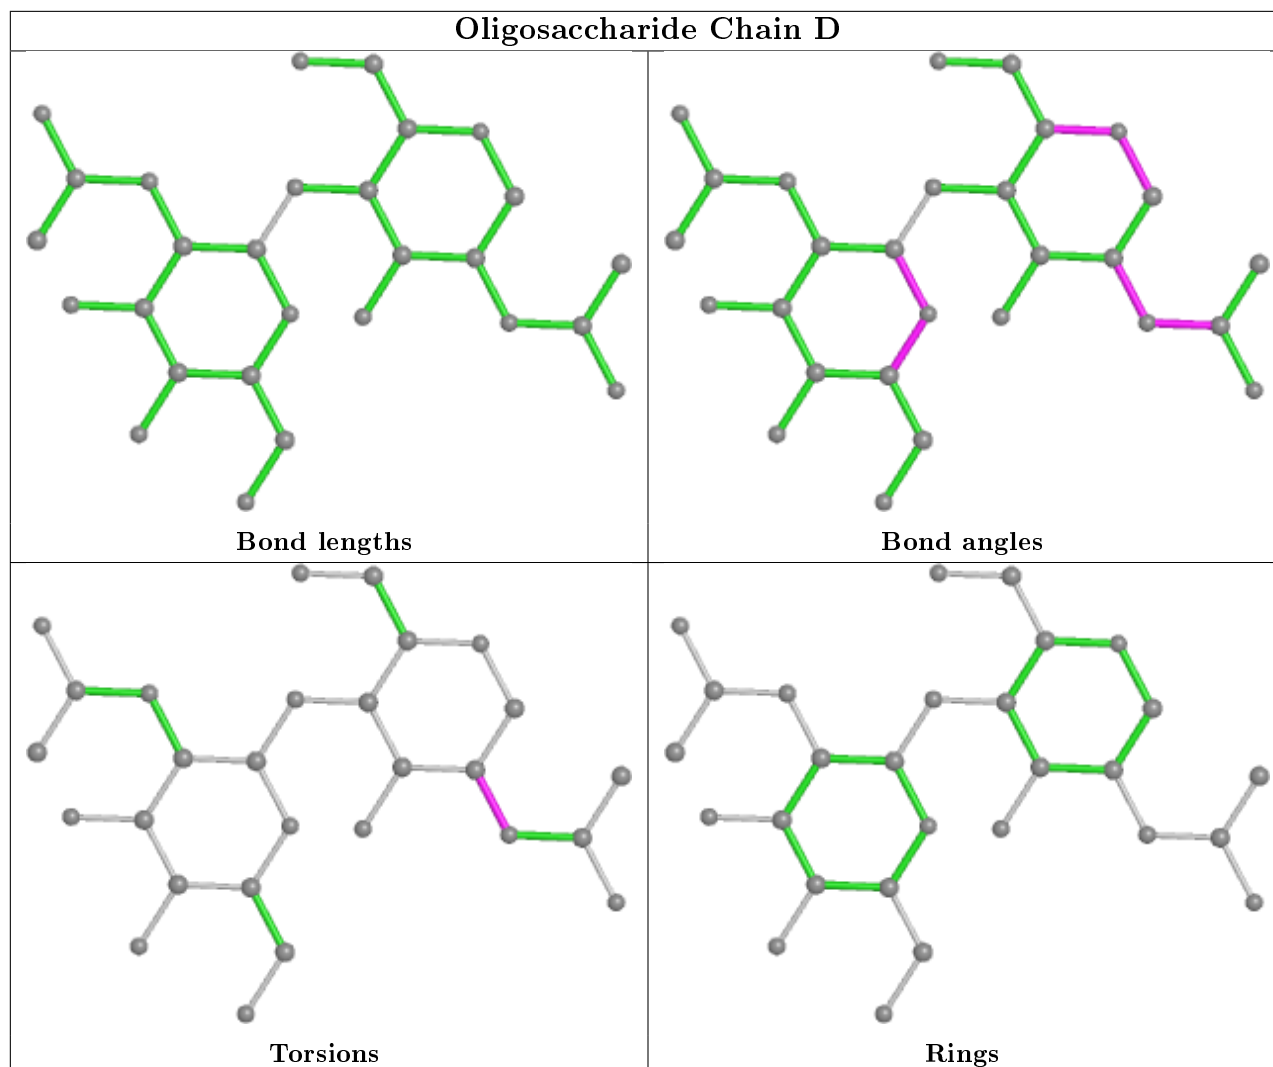 Oligosaccharide Chain D
Bond lengths
Bond angles
Torsions
Rings